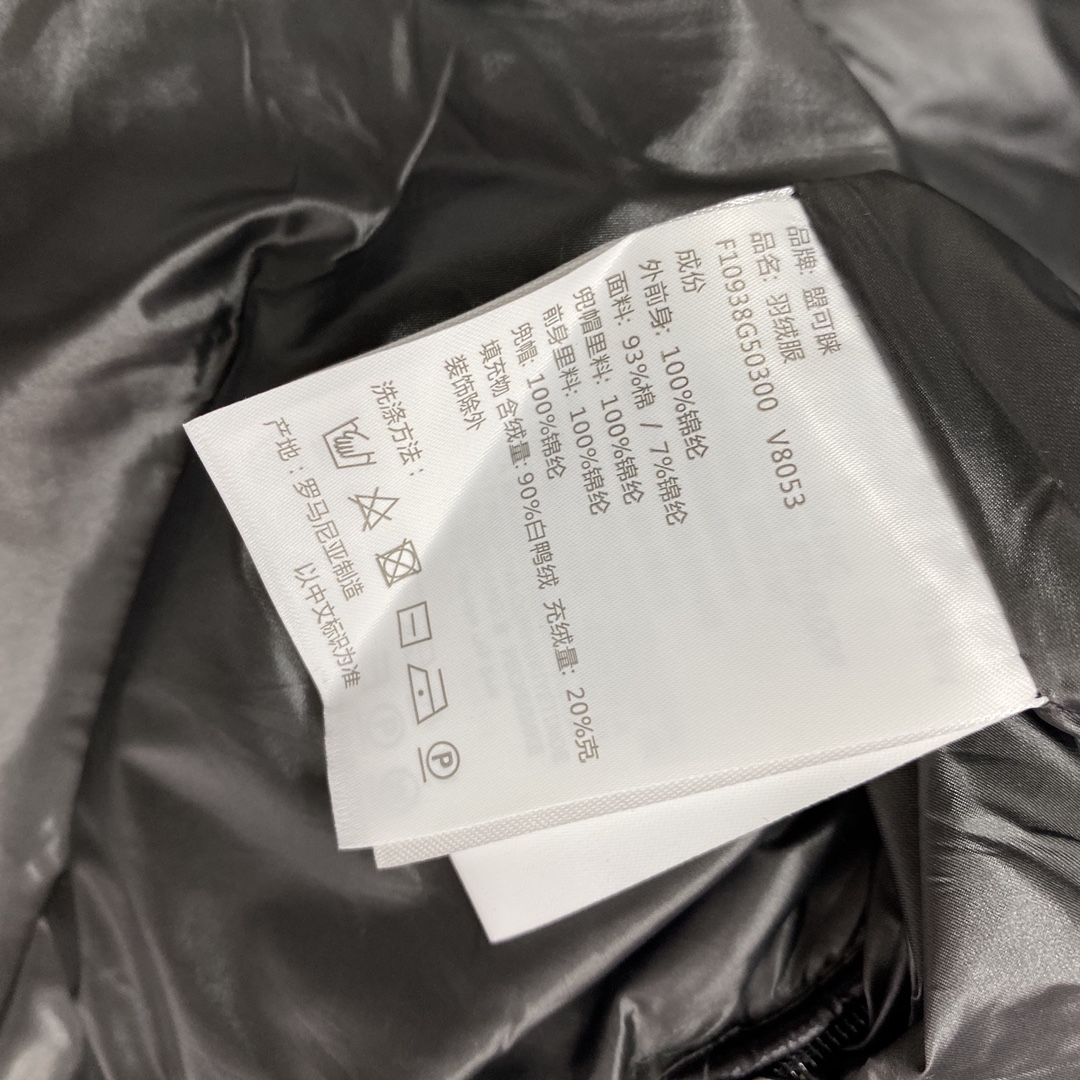 品牌: 盟可睐
品名: 羽绒服
F10938G50300 V8053
成份
外前身: 100%锦纶
面料: 93%棉 / 7%锦纶
兜帽里料: 100%锦纶
前身里料: 100%锦纶
兜帽: 100%锦纶
填充物 含绒量: 90%白鸭绒 充绒量: 20%克
装饰除外
洗涤方法:
P
产地: 罗马尼亚制造
以中文标识为准